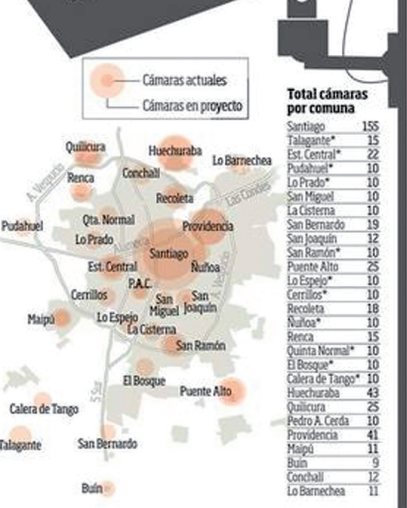 Cámaras actuales
Cámaras en proyecto
Quilicura
Huechuraba
Lo Barnechea
Conchalí
Renca
A. Vespucio
Las Condes
Recoleta
Qta. Normal
Providencia
Pudahuel
Lo Prado
Alameda
Santiago
Est. Central
Ñuñoa
P.A.C.
A. Vespucio
Cerrillos
San
Miguel
San
Joaquín
Maipú
Lo Espejo
La Cisterna
San Ramón
El Bosque
Puente Alto
5 Sur
Calera de Tango
Talagante
San Bernardo
Buin
Total cámaras
por comuna
Santiago 155
Talagante* 15
Est. Central* 22
Pudahuel* 10
Lo Prado* 10
San Miguel 10
La Cisterna 10
San Bernardo 19
San Joaquín 12
San Ramón* 10
Puente Alto 25
Lo Espejo* 10
Cerrillos* 10
Recoleta 18
Ñuñoa* 10
Renca 15
Quinta Normal* 10
El Bosque* 10
Calera de Tango* 10
Huechuraba 43
Quilicura 25
Pedro A. Cerda 10
Providencia 41
Maipú 11
Buin 9
Conchalí 12
Lo Barnechea 11